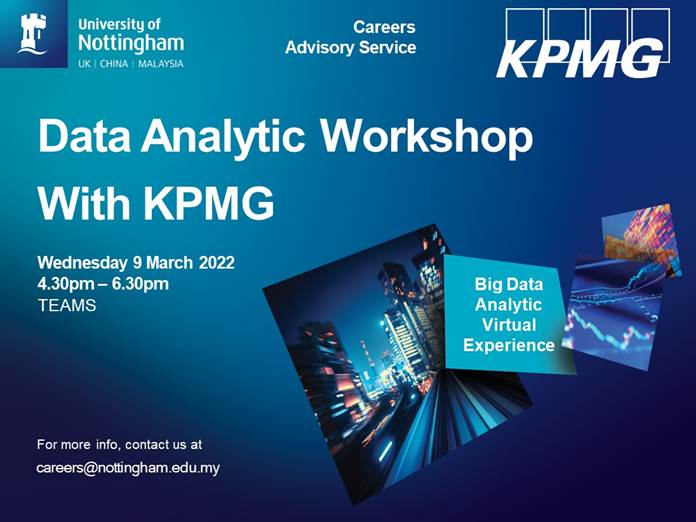 University of
Nottingham
UK | CHINA | MALAYSIA
Careers
Advisory Service
KPMG
Data Analytic Workshop
With KPMG
Wednesday 9 March 2022
4.30pm – 6.30pm
TEAMS
Big Data
Analytic
Virtual
Experience
For more info, contact us at
careers@nottingham.edu.my